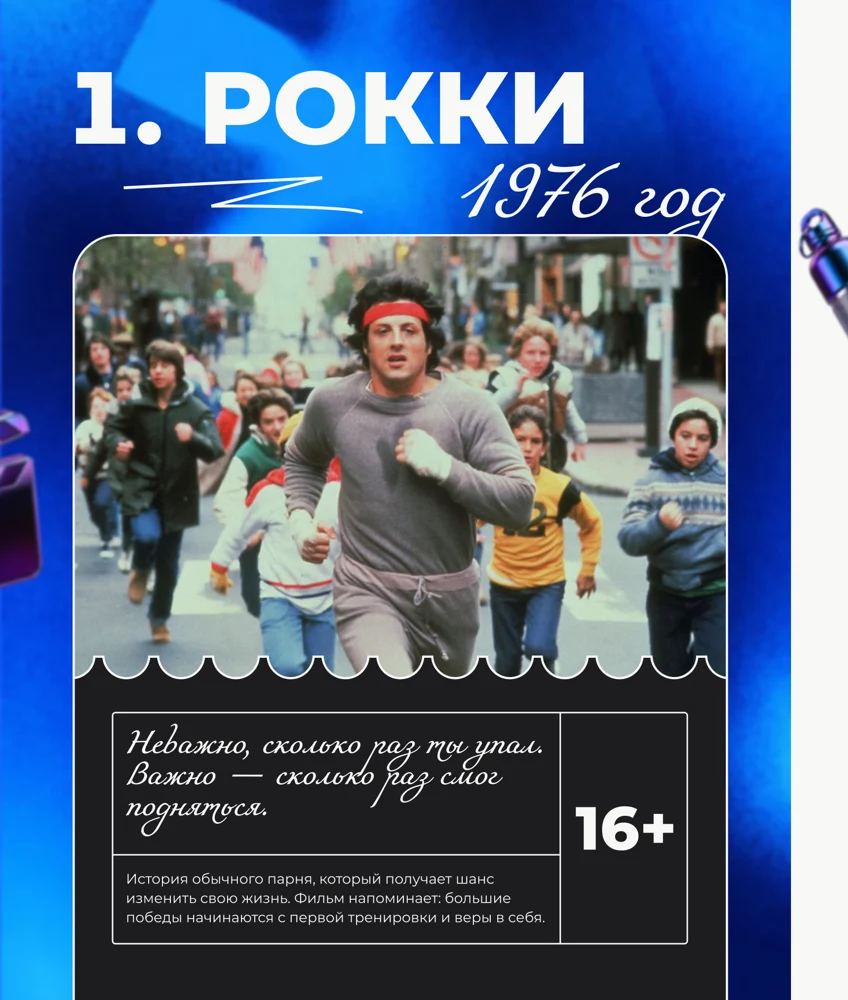 1. РОККИ
1976 год
Неважно, сколько раз ты упал.
Важно — сколько раз смог
подняться.
16+
История обычного парня, который получает шанс
изменить свою жизнь. Фильм напоминает: большие
победы начинаются с первой тренировки и веры в себя.